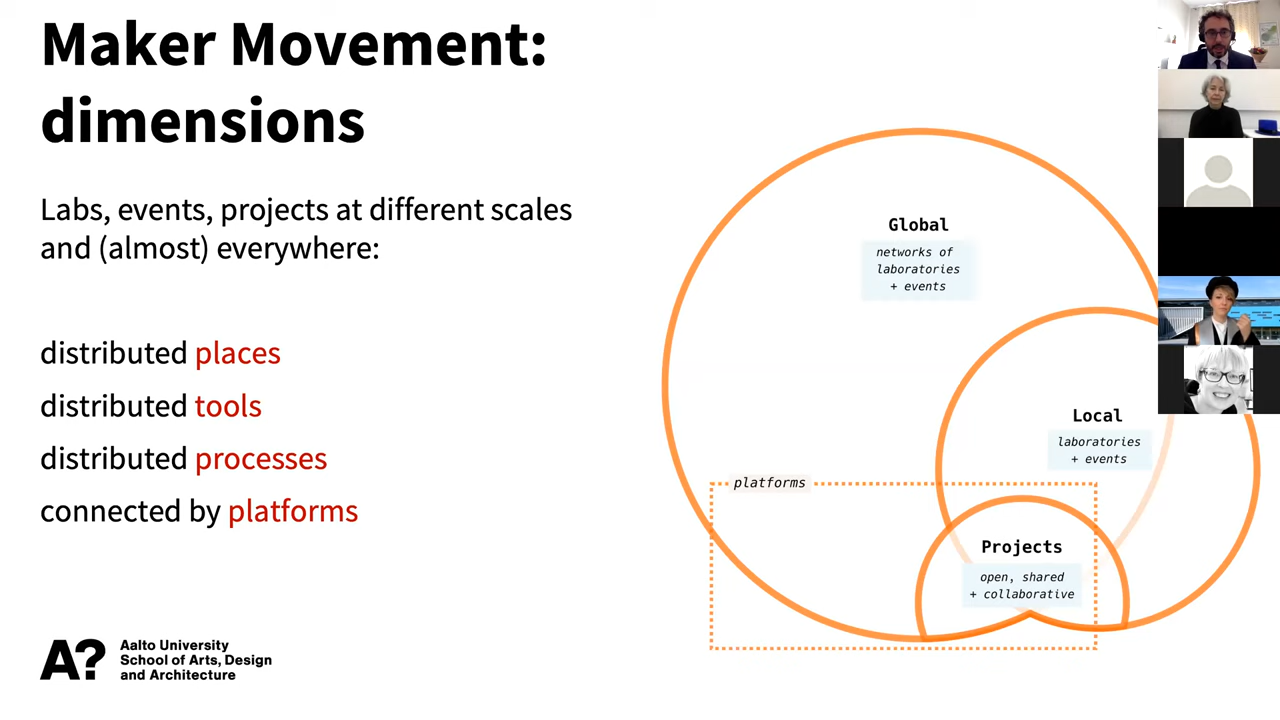 Maker Movement:
dimensions
Labs, events, projects at different scales
and (almost) everywhere:
distributed places
distributed tools
distributed processes
connected by platforms
Global
networks of
laboratories
+ events
Local
laboratories
+ events
platforms
Projects
open, shared
+ collaborative
A?
Aalto University
School of Arts, Design
and Architecture